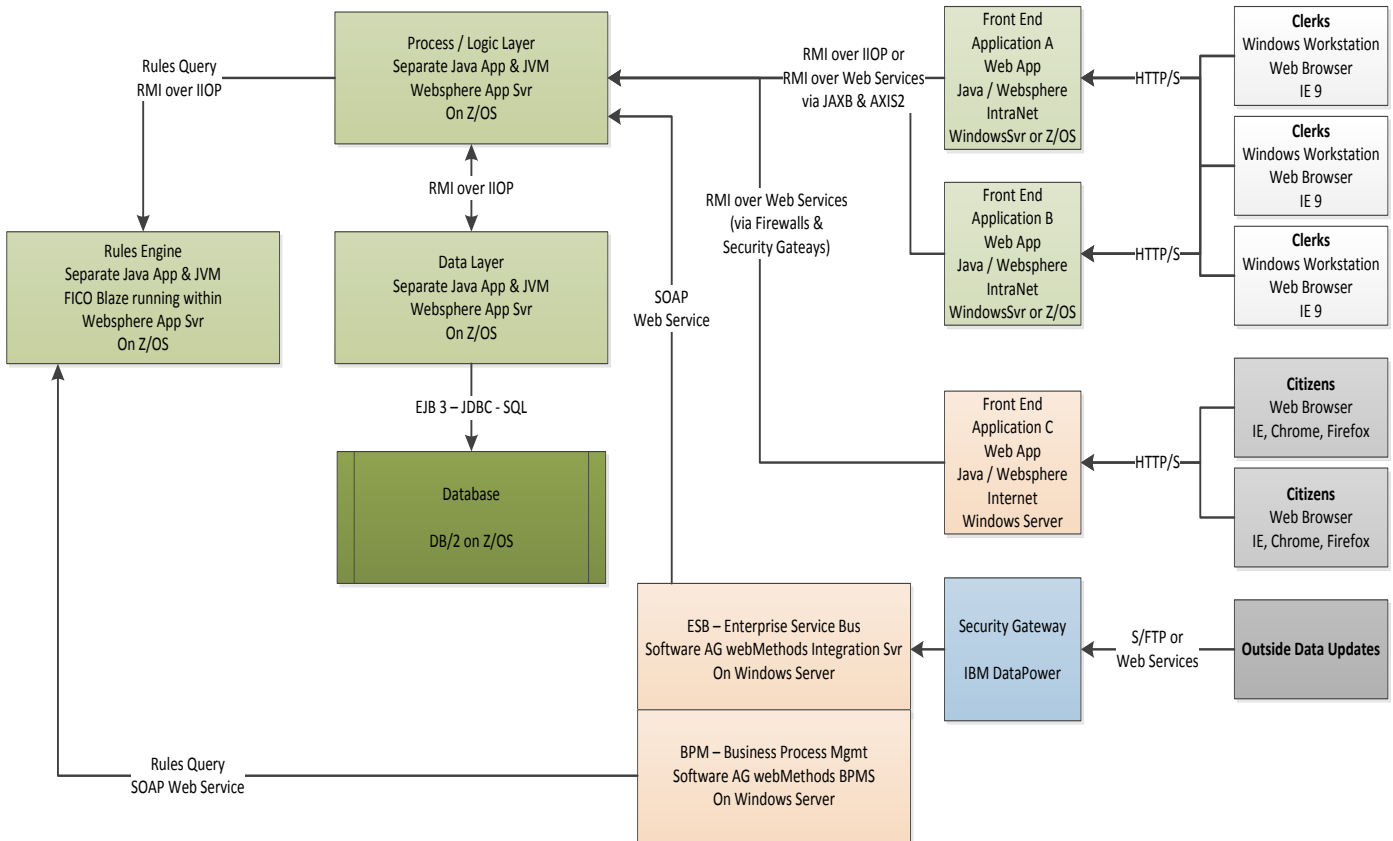 Process / Logic Layer
Separate Java App & JVM
Websphere App Svr
On Z/OS
Rules Query
RMI over IIOP
RMI over IIOP or
RMI over Web Services
via JAXB & AXIS2
Front End
Application A
Web App
Java / Websphere
IntraNet
WindowsSvr or Z/OS
HTTP/S
Clerks
Windows Workstation
Web Browser
IE 9
Clerks
Windows Workstation
Web Browser
IE 9
Clerks
Windows Workstation
Web Browser
IE 9
RMI over IIOP
RMI over Web Services
(via Firewalls &
Security Gateays)
Front End
Application B
Web App
Java / Websphere
IntraNet
WindowsSvr or Z/OS
HTTP/S
Rules Engine
Separate Java App & JVM
FICO Blaze running within
Websphere App Svr
On Z/OS
Data Layer
Separate Java App & JVM
Websphere App Svr
On Z/OS
SOAP
Web Service
EJB 3 – JDBC - SQL
Front End
Application C
Web App
Java / Websphere
Internet
Windows Server
HTTP/S
Citizens
Web Browser
IE, Chrome, Firefox
Citizens
Web Browser
IE, Chrome, Firefox
Database
DB/2 on Z/OS
ESB – Enterprise Service Bus
Software AG webMethods Integration Svr
On Windows Server
Security Gateway
IBM DataPower
S/FTP or
Web Services
Outside Data Updates
BPM – Business Process Mgmt
Software AG webMethods BPMS
On Windows Server
Rules Query
SOAP Web Service